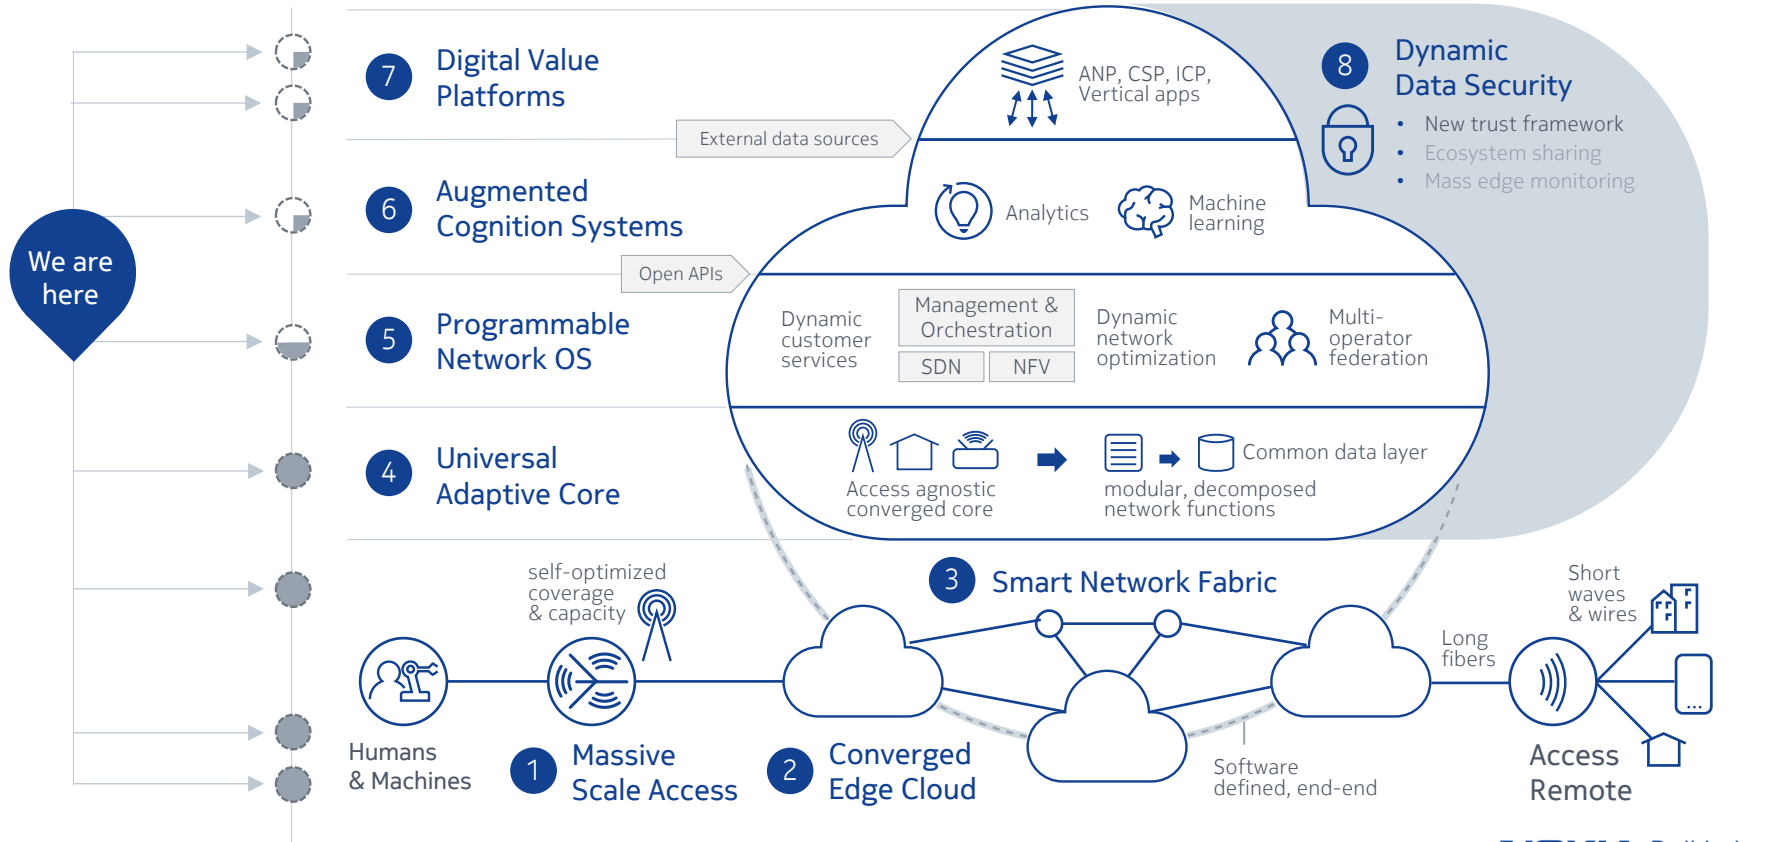 We are
here
7
Digital Value
Platforms
ANP, CSP, ICP,
Vertical apps
8
Dynamic
Data Security
• New trust framework
• Ecosystem sharing
• Mass edge monitoring
External data sources
6
Augmented
Cognition Systems
Analytics
Machine
learning
Open APIs
5
Programmable
Network OS
Dynamic
customer
services
Management &
Orchestration
SDN
NFV
Dynamic
network
optimization
Multi-
operator
federation
4
Universal
Adaptive Core
Access agnostic
converged core
modular, decomposed
network functions
Common data layer
3
Smart Network Fabric
self-optimized
coverage
& capacity
Short
waves
& wires
Long
fibers
Humans
& Machines
1
Massive
Scale Access
2
Converged
Edge Cloud
Software
defined, end-end
Access
Remote